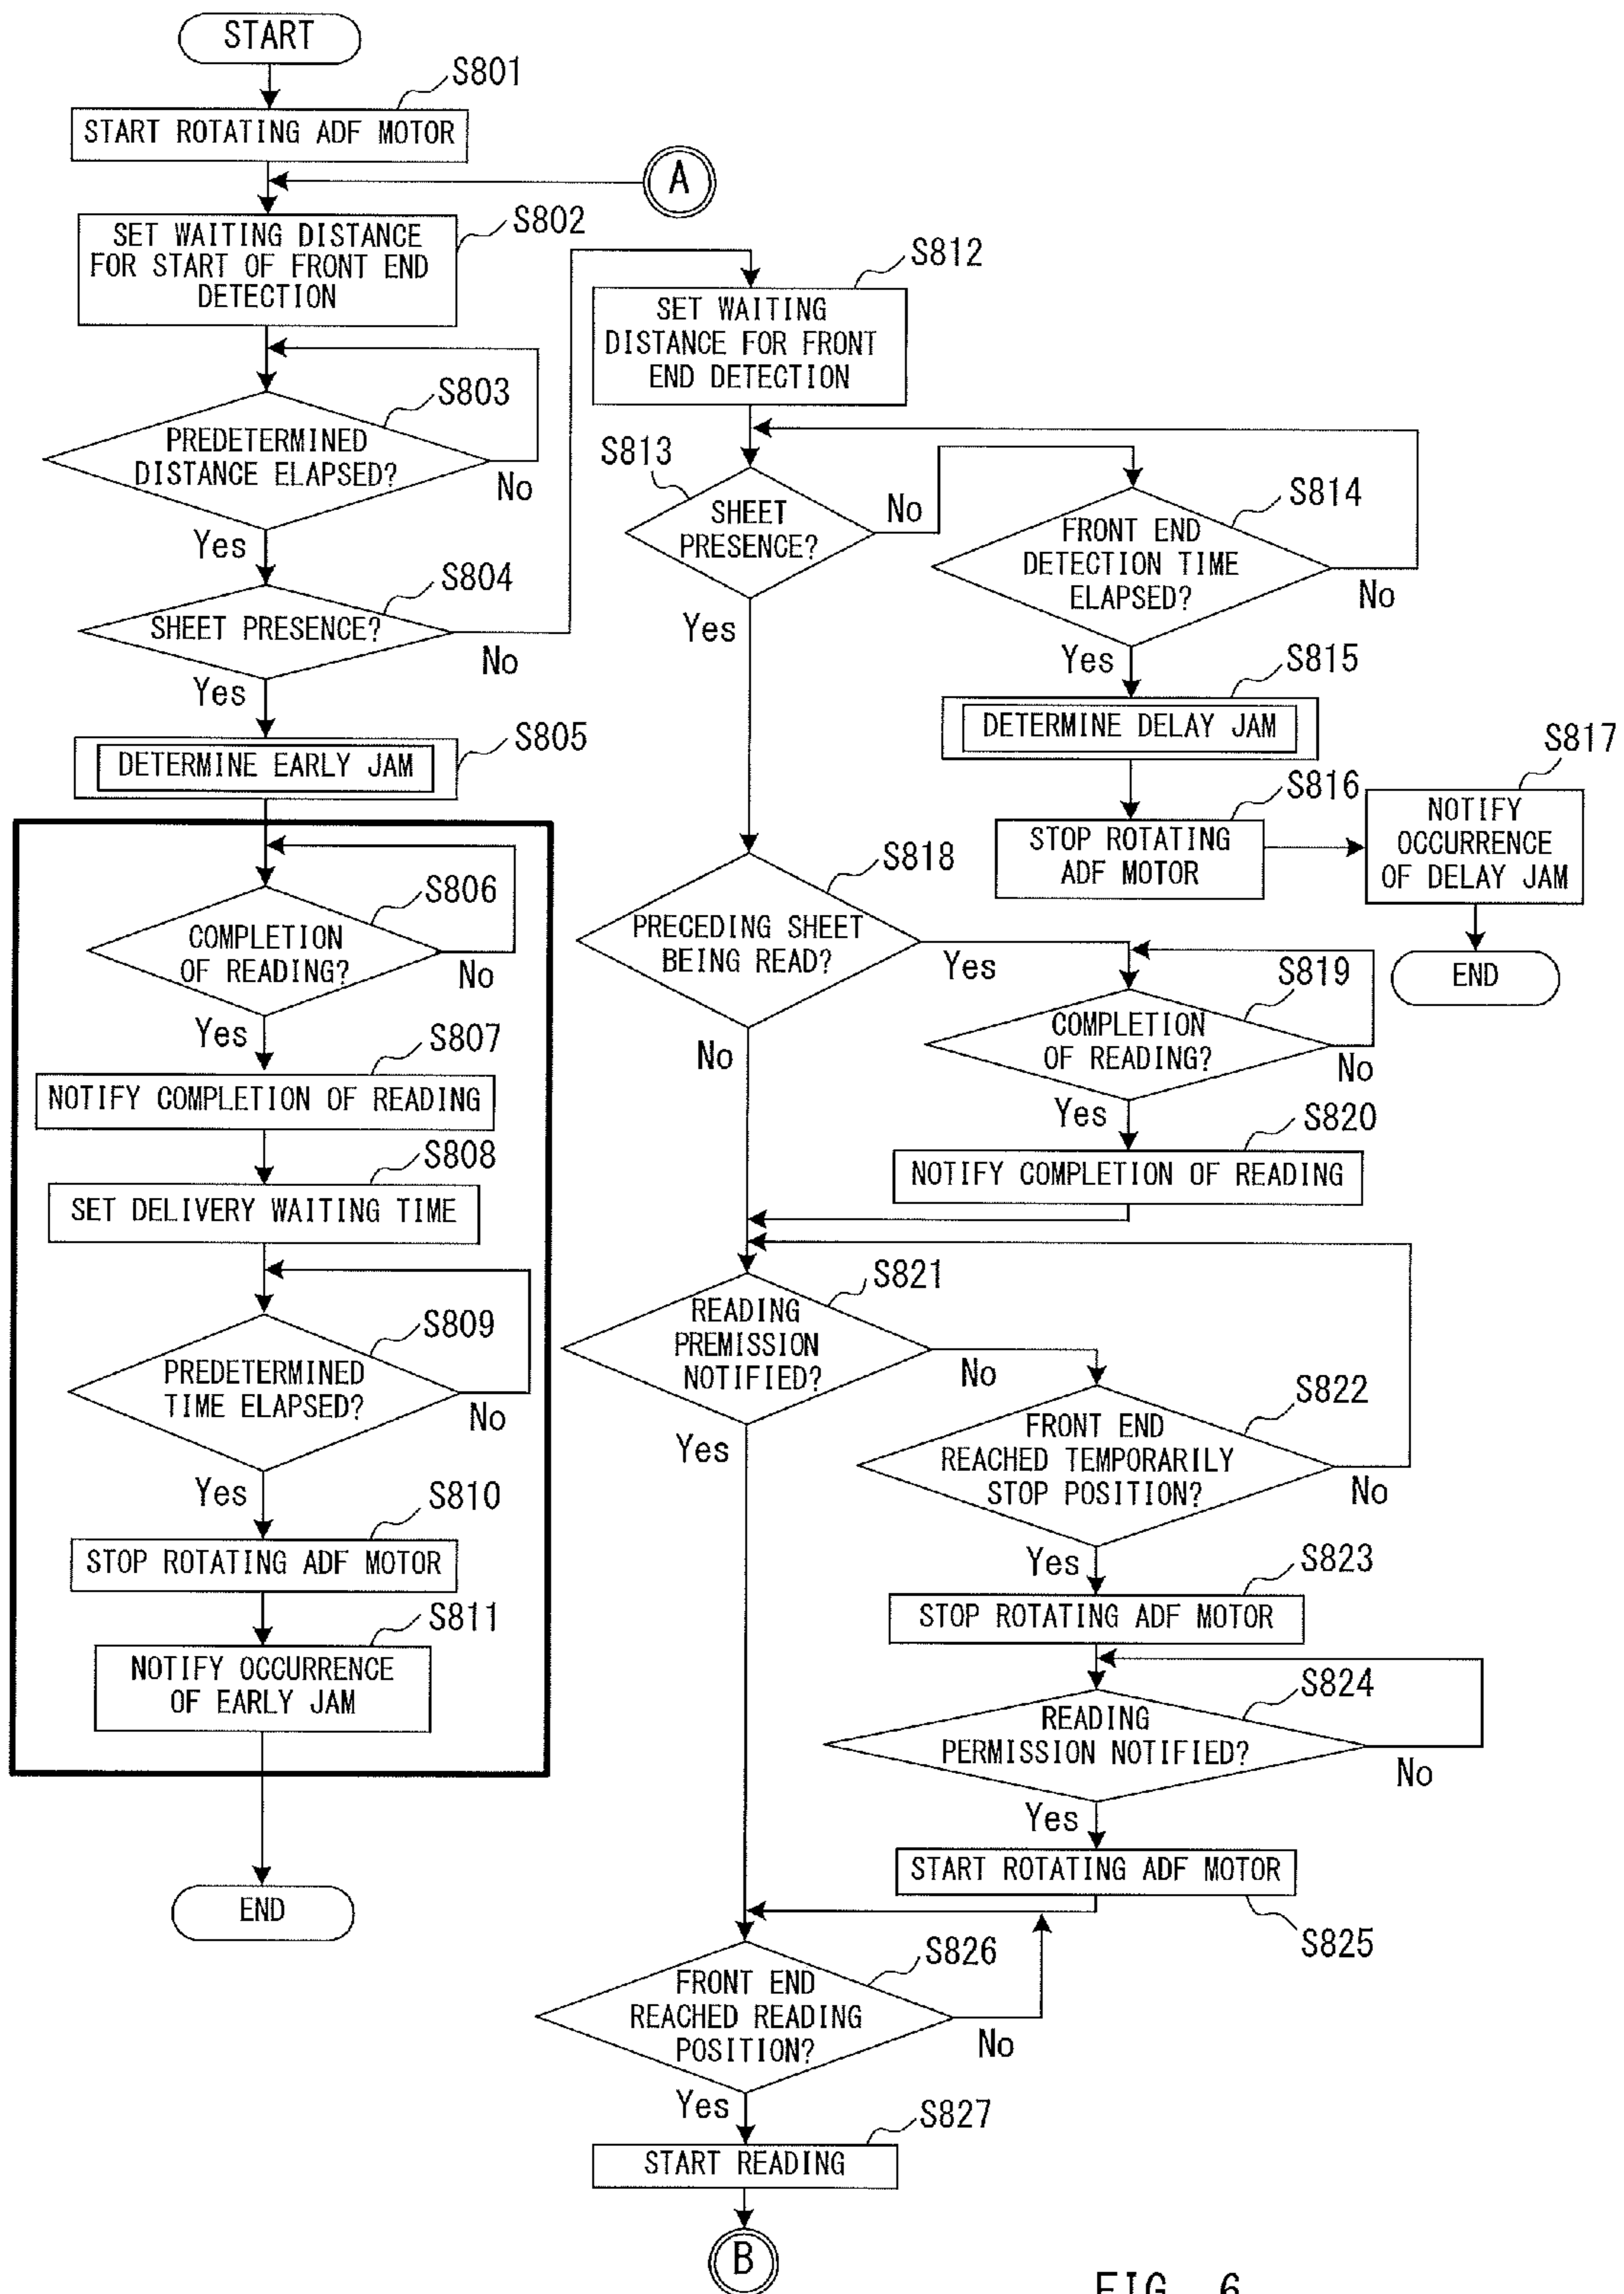 START
S801
START ROTATING ADF MOTOR
A
S802
SET WAITING DISTANCE
FOR START OF FRONT END
DETECTION
S803
PREDETERMINED
DISTANCE ELAPSED?
No
Yes
S804
SHEET PRESENCE?
No
Yes
S805
DETERMINE EARLY JAM
S806
COMPLETION
OF READING?
No
Yes
S807
NOTIFY COMPLETION OF READING
S808
SET DELIVERY WAITING TIME
S809
PREDETERMINED
TIME ELAPSED?
No
Yes
S810
STOP ROTATING ADF MOTOR
S811
NOTIFY OCCURRENCE
OF EARLY JAM
END
S812
SET WAITING
DISTANCE FOR FRONT
END DETECTION
S813
SHEET
PRESENCE?
No
Yes
S814
FRONT END
DETECTION TIME
ELAPSED?
No
Yes
S815
DETERMINE DELAY JAM
S816
STOP ROTATING
ADF MOTOR
S817
NOTIFY
OCCURRENCE
OF DELAY JAM
END
S818
PRECEDING SHEET
BEING READ?
Yes
No
S819
COMPLETION
OF READING?
No
Yes
S820
NOTIFY COMPLETION OF READING
S821
READING
PREMISSION
NOTIFIED?
No
Yes
S822
FRONT END
REACHED TEMPORARILY
STOP POSITION?
No
Yes
S823
STOP ROTATING ADF MOTOR
S824
READING
PERMISSION NOTIFIED?
No
Yes
START ROTATING ADF MOTOR
S825
S826
FRONT END
REACHED READING
POSITION?
No
Yes
S827
START READING
B
FIG. 6